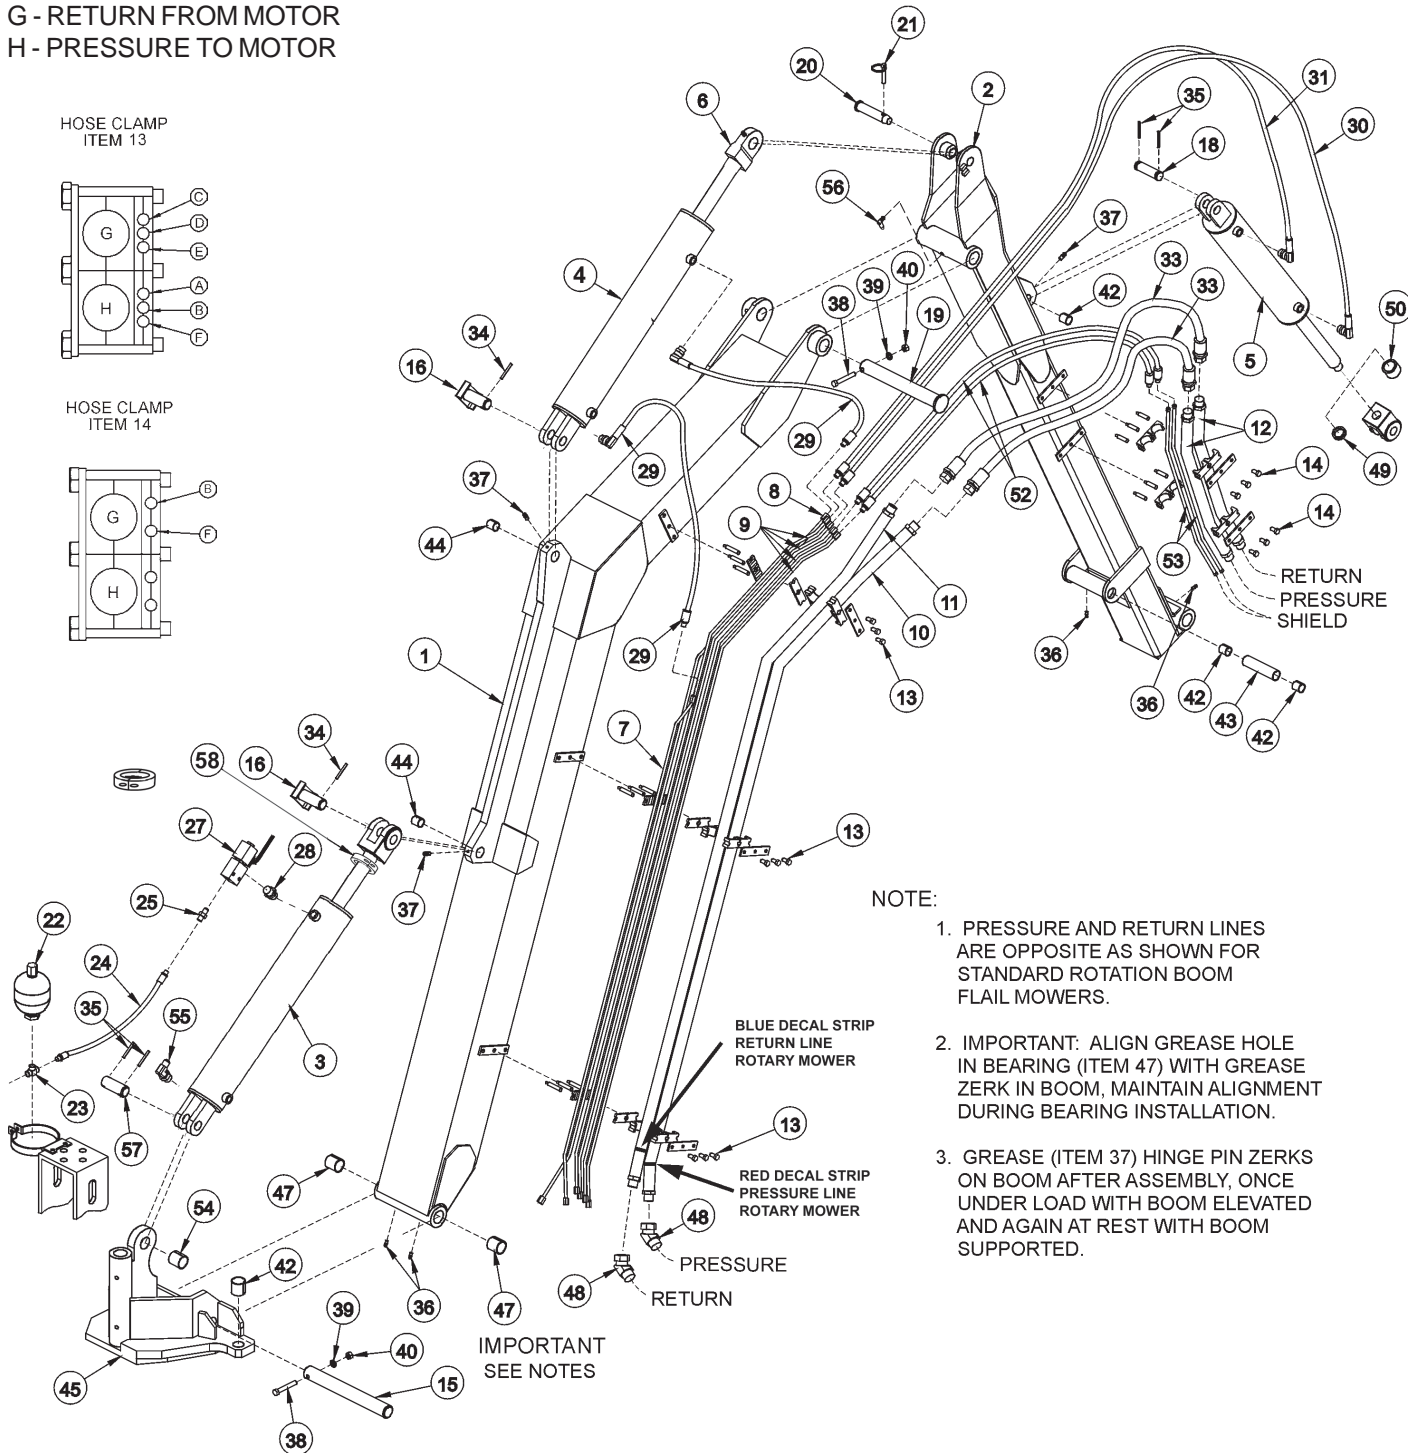 G - RETURN FROM MOTOR
H - PRESSURE TO MOTOR
HOSE CLAMP
ITEM 13
C
D
E
G
A
B
F
H
HOSE CLAMP
ITEM 14
B
G
F
H
21
20
2
31
6
35
30
18
56
37
4
40
33
39
42
33
38
19
50
34
5
16
29
12
29
37
8
52
14
49
9
44
14
53
11
RETURN
10
PRESSURE
SHIELD
1
29
36
13
42
36
43
42
34
7
58
16
44
27
13
28
25
37
22
24
35
55
3
23
57
NOTE:
1. PRESSURE AND RETURN LINES
ARE OPPOSITE AS SHOWN FOR
STANDARD ROTATION BOOM
FLAIL MOWERS.
2. IMPORTANT: ALIGN GREASE HOLE
IN BEARING (ITEM 47) WITH GREASE
ZERK IN BOOM, MAINTAIN ALIGNMENT
DURING BEARING INSTALLATION.
3. GREASE (ITEM 37) HINGE PIN ZERKS
ON BOOM AFTER ASSEMBLY, ONCE
UNDER LOAD WITH BOOM ELEVATED
AND AGAIN AT REST WITH BOOM
SUPPORTED.
BLUE DECAL STRIP
RETURN LINE
ROTARY MOWER
13
RED DECAL STRIP
PRESSURE LINE
ROTARY MOWER
47
54
48
PRESSURE
42
48
RETURN
36
47
39
IMPORTANT
SEE NOTES
40
45
15
38